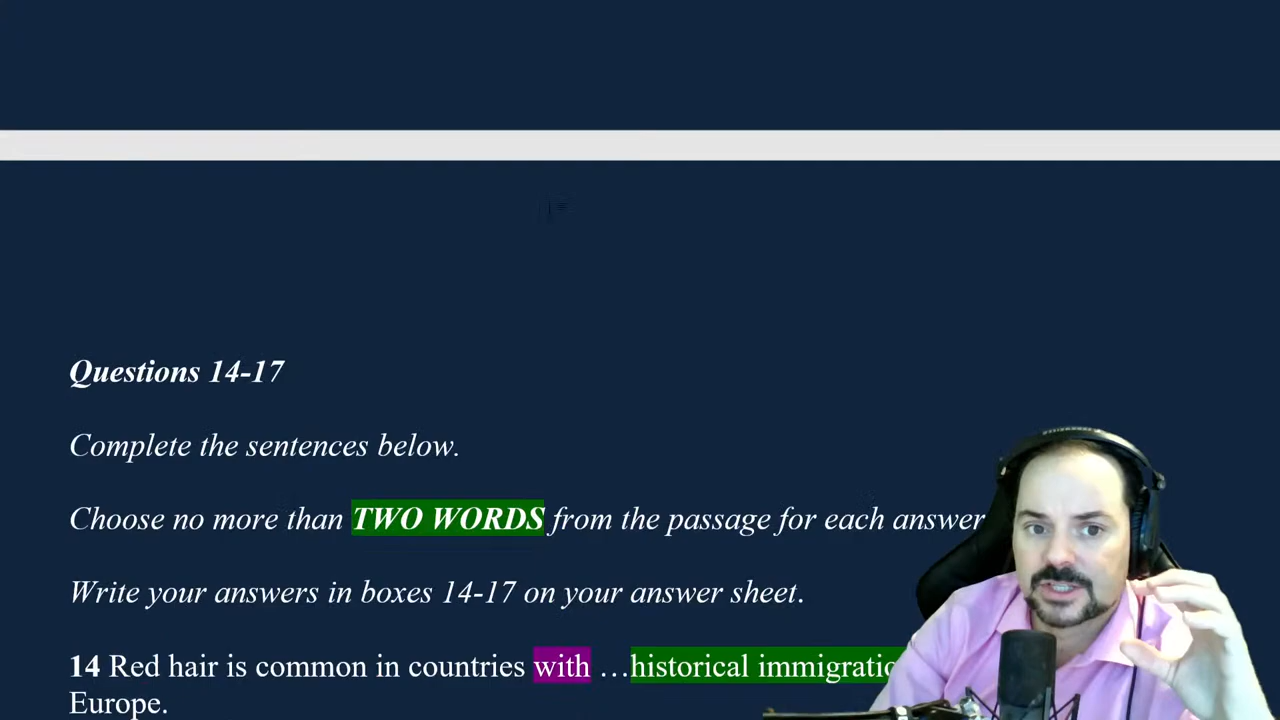 Questions 14-17
Complete the sentences below.
Choose no more than TWO WORDS from the passage for each answer
Write your answers in boxes 14-17 on your answer sheet.
14 Red hair is common in countries with …historical immigratio
Europe.